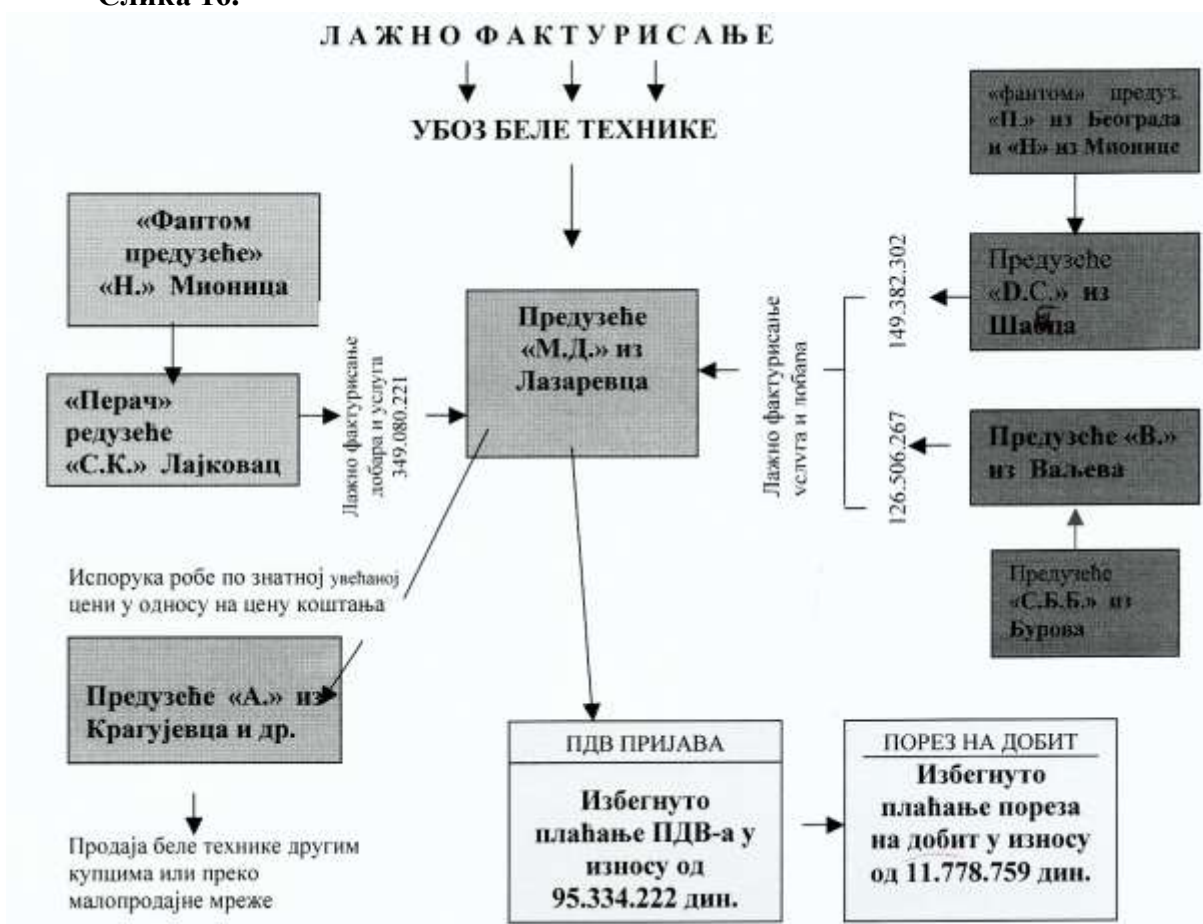 Слика 16.
ЛАЖНО ФАКТУРИСАЊЕ
УБОЗ БЕЛЕ ТЕХНИКЕ
«фантом» предуз.
«П.» из Београда
и «Н» из Мионице
«Фантом
предузеће»
«Н.» Мионица
Предузеће
«М.Д.» из
Лазаревца
149.382.302
Предузеће
«D.С.» из
Шапца
«Перач»
редузеће
«С.К.» Лајковац
Лажно фактурисање
добара и услуга
349.080.221
Лажно фактурисање
услуга и добара
126.506.267
Предузеће «В.»
из Ваљева
Предузеће
«С.Б.Б.» из
Бурова
Испорука робе по знатној увећаној
цени у односу на цену коштања
Предузеће «А.» из
Крагујевца и др.
Продаја беле технике другим
купцима или преко
малопродајне мреже
ПДВ ПРИЈАВА
Избегнуто
плаћање ПДВ-а у
износу од
95.334.222 дин.
ПОРЕЗ НА ДОБИТ
Избегнуто
плаћање пореза
на добит у износу
од 11.778.759 дин.